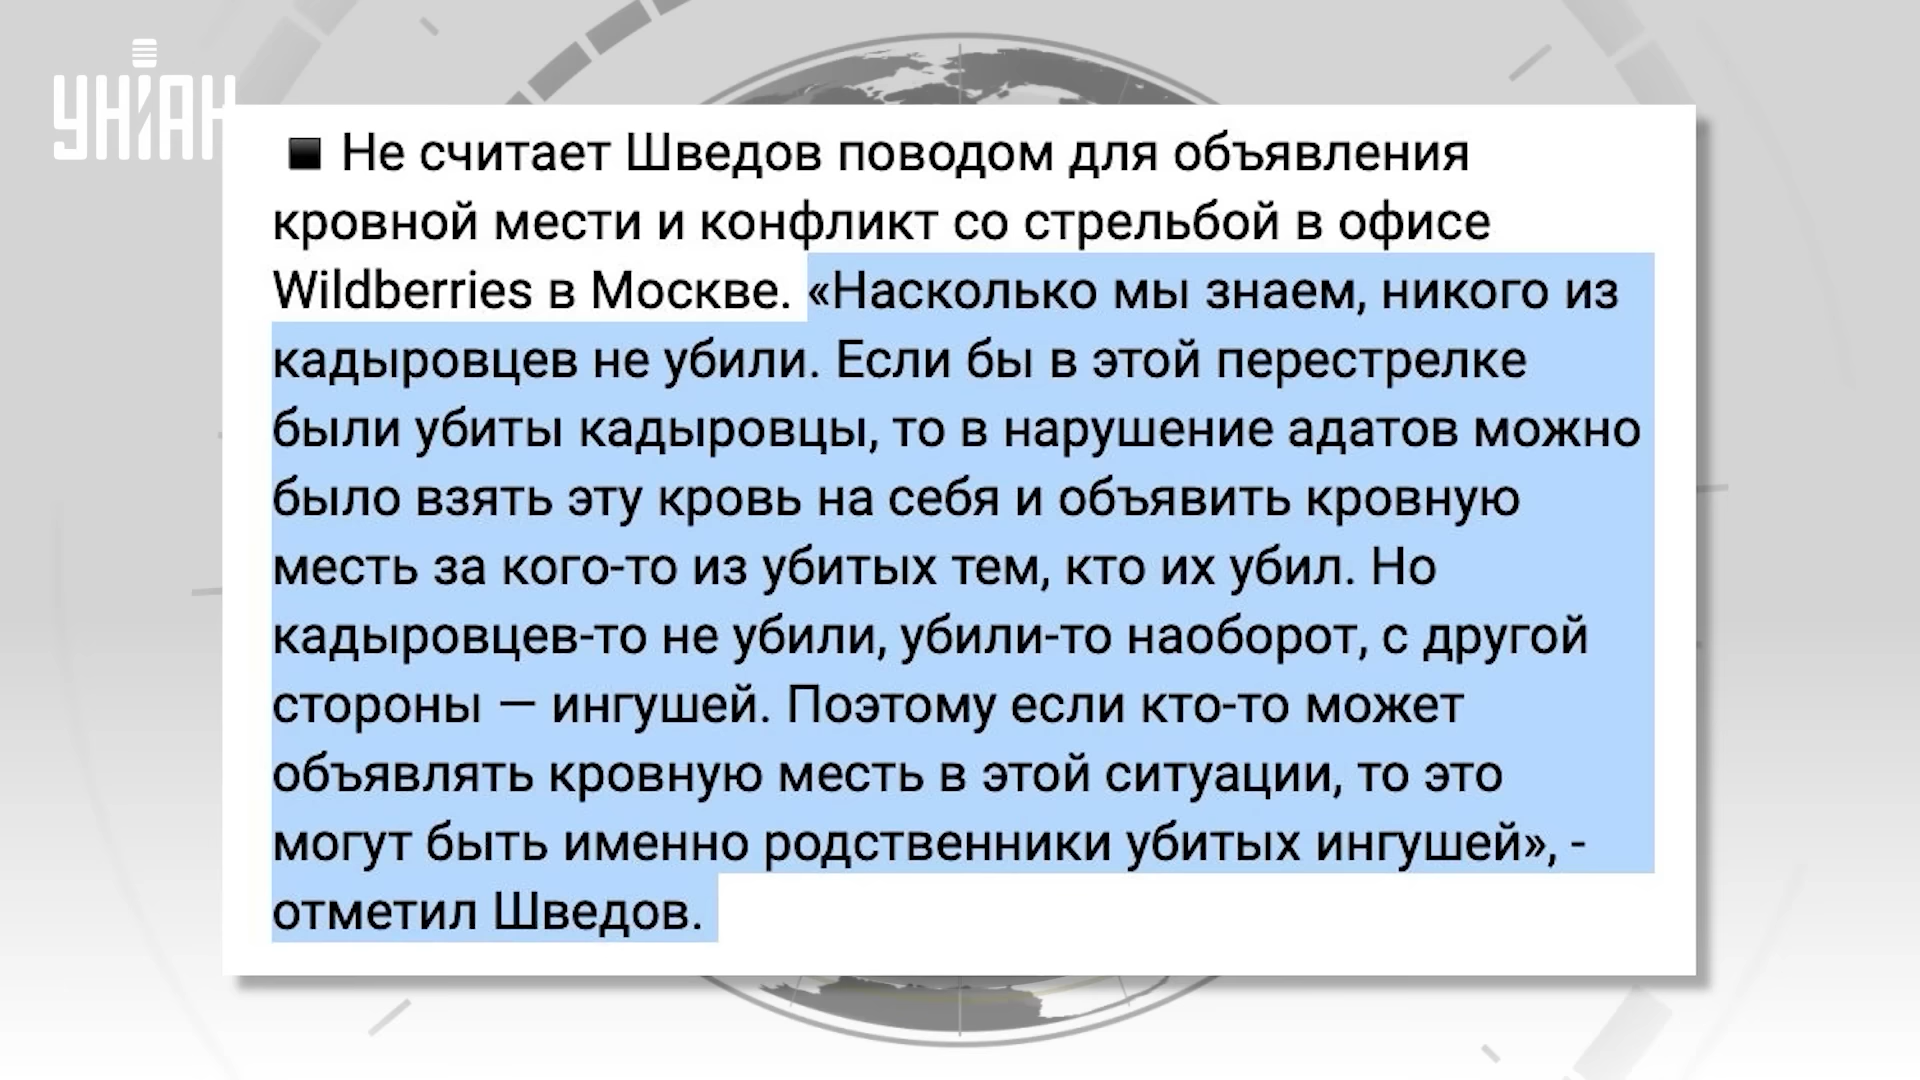 УНІАН
◾ Не считает Шведов поводом для объявления
кровной мести и конфликт со стрельбой в офисе
Wildberries в Москве. «Насколько мы знаем, никого из
кадыровцев не убили. Если бы в этой перестрелке
были убиты кадыровцы, то в нарушение адатов можно
было взять эту кровь на себя и объявить кровную
месть за кого-то из убитых тем, кто их убил. Но
кадыровцев-то не убили, убили-то наоборот, с другой
стороны — ингушей. Поэтому если кто-то может
объявлять кровную месть в этой ситуации, то это
могут быть именно родственники убитых ингушей», -
отметил Шведов.